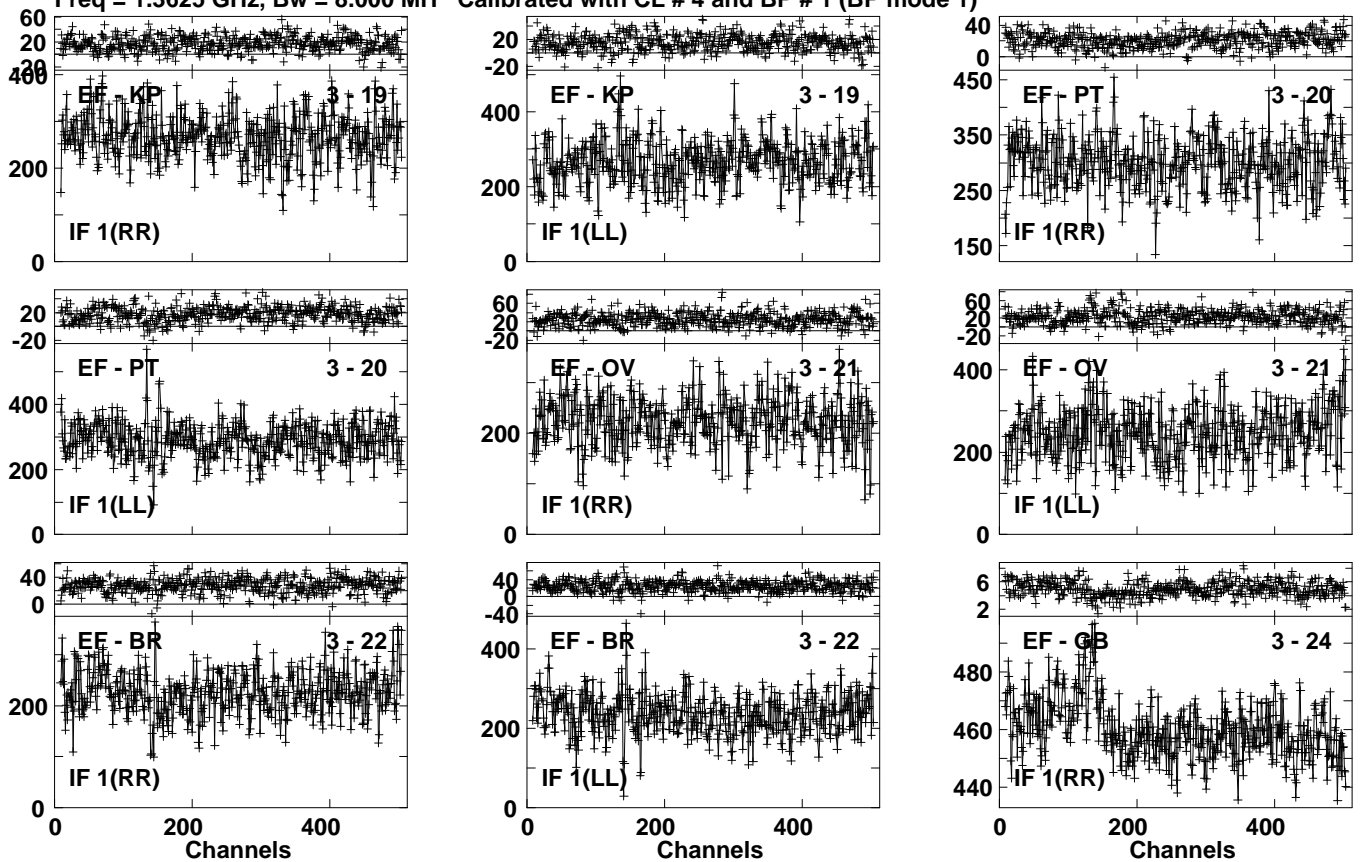 Freq = 1.3625 GHz, Bw = 8.000 MH Calibrated with CL # 4 and BP # 1 (BP mode 1)
60
20
20
400
200
0
EF - KP 3 - 19
IF 1(RR)
20
-20
400
200
0
EF - KP 3 - 19
IF 1(LL)
40
0
450
350
250
150
EF - PT 3 - 20
IF 1(RR)
20
-20
400
200
0
EF - PT 3 - 20
IF 1(LL)
60
20
-20
200
0
EF - OV 3 - 21
IF 1(RR)
60
20
-20
400
200
0
EF - OV 3 - 21
IF 1(LL)
40
0
200
0
EF - BR 3 - 22
IF 1(RR)
0 200 400
Channels
40
0
-40
400
200
0
EF - BR 3 - 22
IF 1(LL)
0 200 400
Channels
6
2
480
460
440
EF - GB 3 - 24
IF 1(RR)
0 200 400
Channels